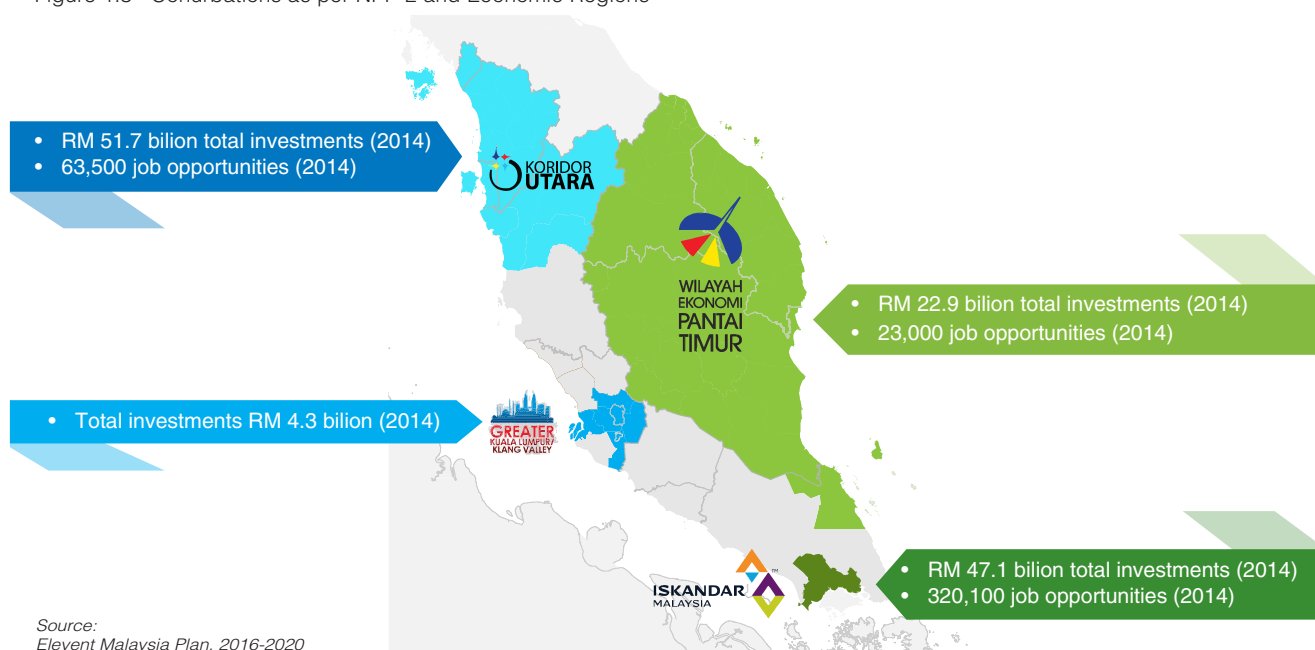 • RM 51.7 bilion total investments (2014)
• 63,500 job opportunities (2014)
KORIDOR
UTARA
WILAYAH
EKONOMI
PANTAI
TIMUR
• RM 22.9 bilion total investments (2014)
• 23,000 job opportunities (2014)
• Total investments RM 4.3 bilion (2014)
GREATER
KUALA LUMPUR/
KLANG VALLEY
ISKANDAR
MALAYSIA
TM
• RM 47.1 bilion total investments (2014)
• 320,100 job opportunities (2014)
Source:
Elevent Malaysia Plan, 2016-2020